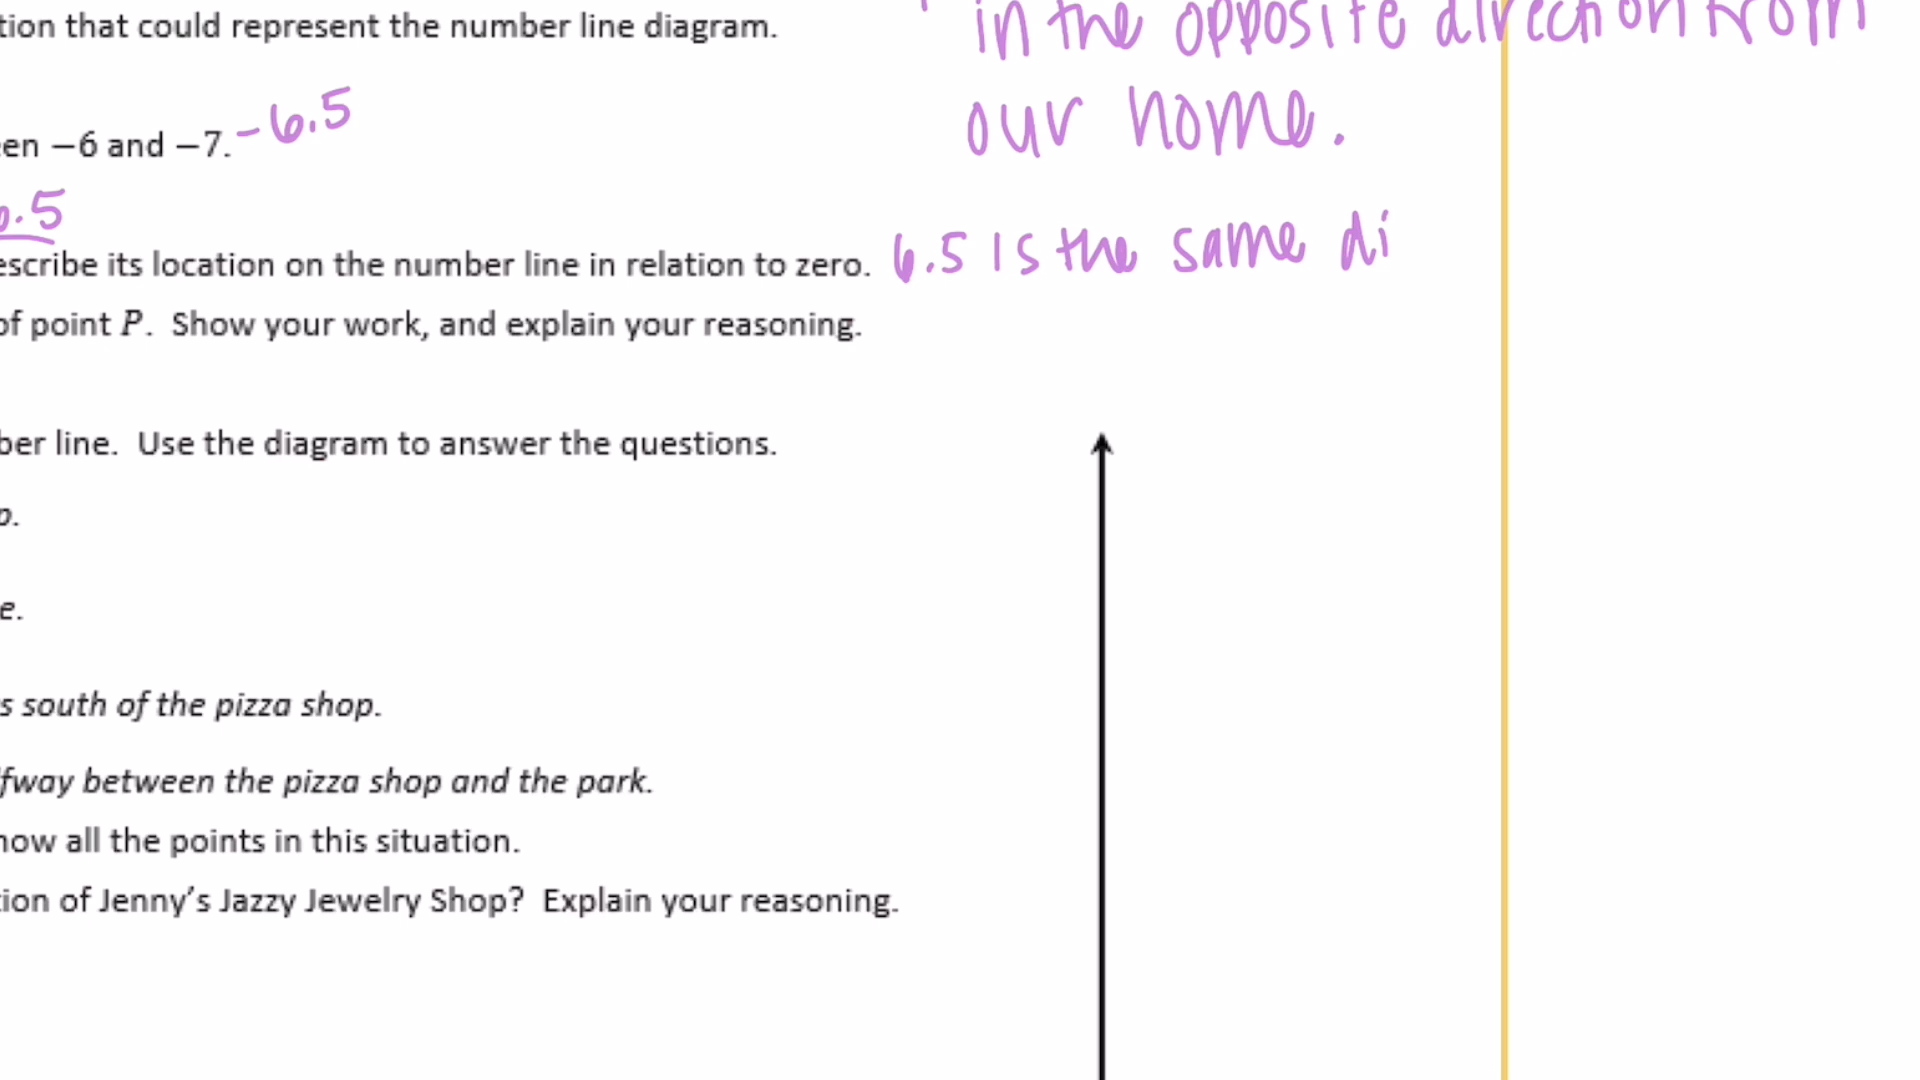 tion that could represent the number line diagram.
in the opposite direction from
our home.
een −6 and −7. -6.5
6.5
escribe its location on the number line in relation to zero. 6.5 is the same di
of point P. Show your work, and explain your reasoning.
ber line. Use the diagram to answer the questions.
p.
e.
s south of the pizza shop.
fway between the pizza shop and the park.
how all the points in this situation.
tion of Jenny's Jazzy Jewelry Shop? Explain your reasoning.